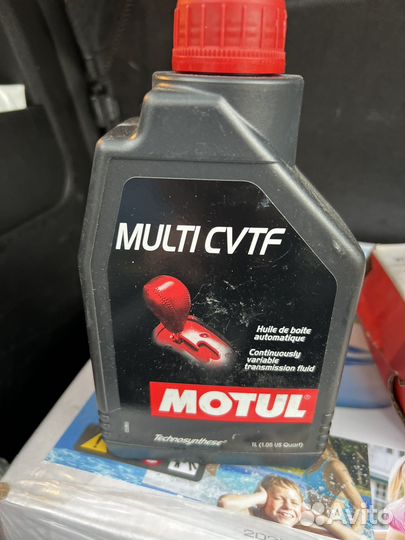 MULTI CVTF
Huile de boîte
automatique
Continuously
variable
transmission fluid
MOTUL
Technosynthese®
1L (1.05 US Quart)
Avito